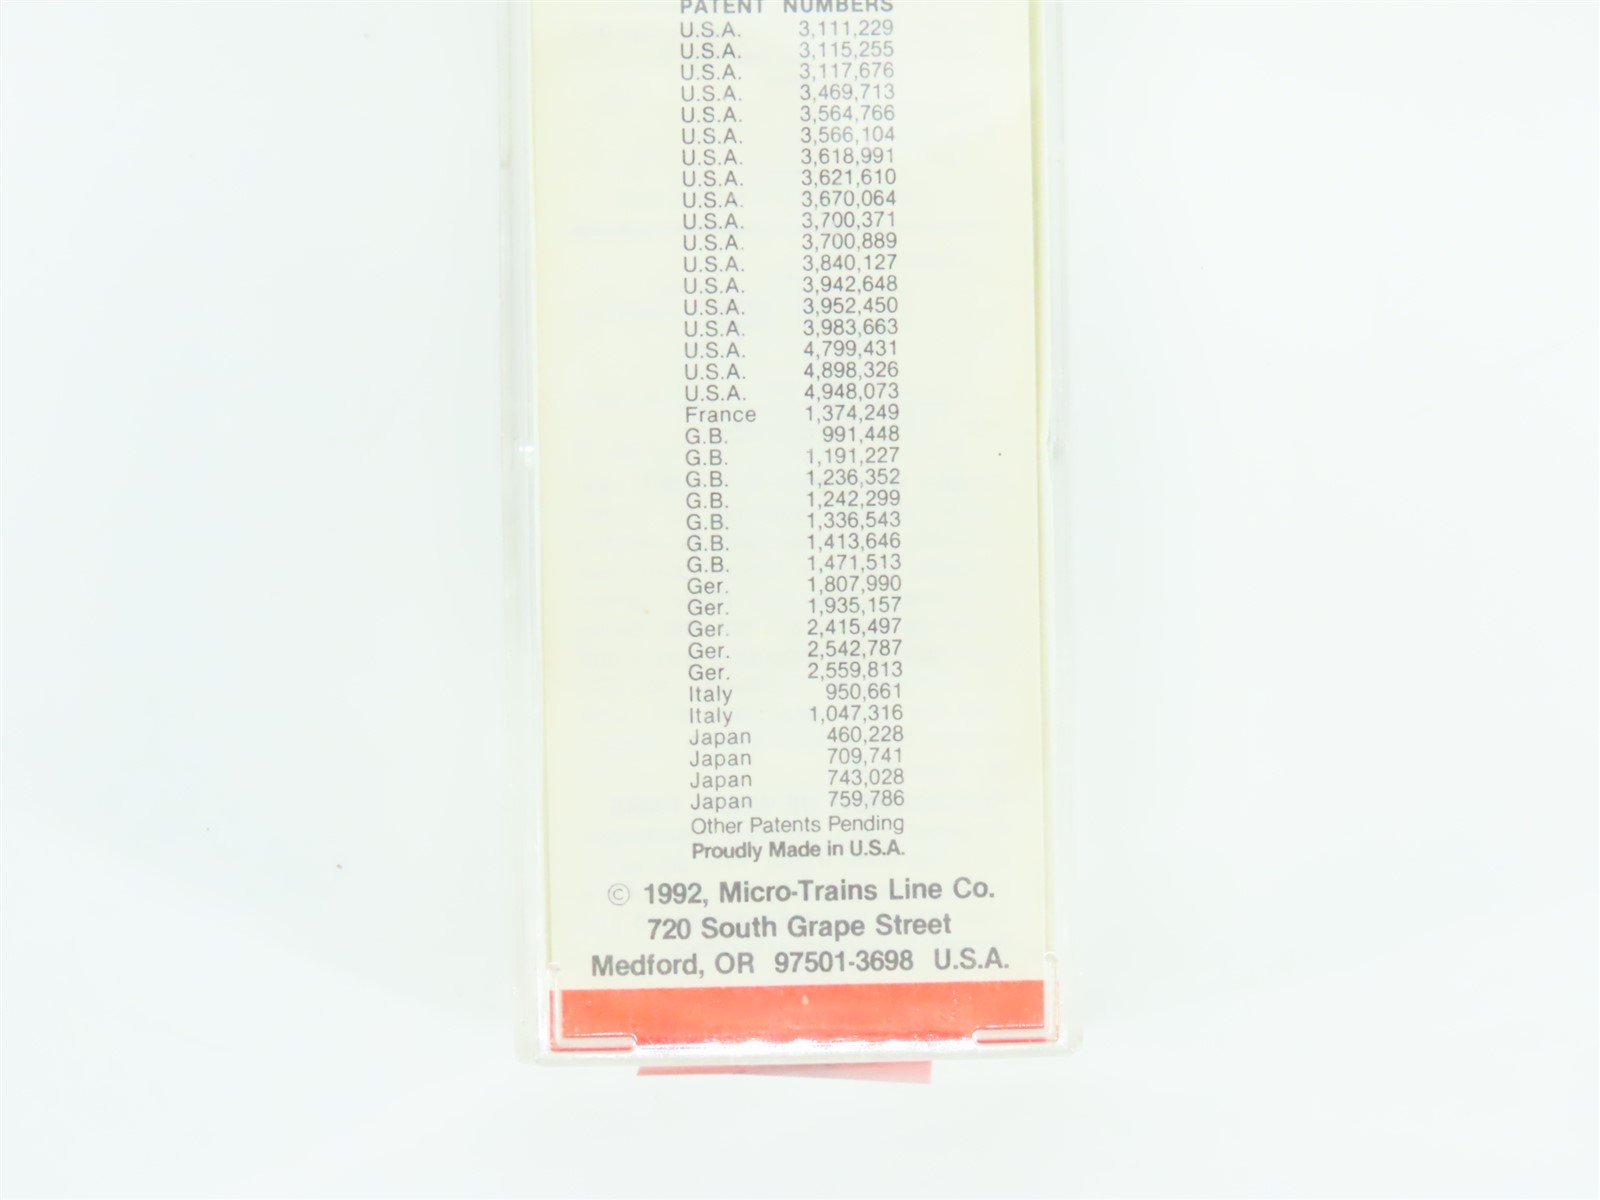 PATENT NUMBERS
U.S.A. 3,111,229
U.S.A. 3,115,255
U.S.A. 3,117,676
U.S.A. 3,469,713
U.S.A. 3,564,766
U.S.A. 3,566,104
U.S.A. 3,618,991
U.S.A. 3,621,610
U.S.A. 3,670,064
U.S.A. 3,700,371
U.S.A. 3,700,889
U.S.A. 3,840,127
U.S.A. 3,942,648
U.S.A. 3,952,450
U.S.A. 3,983,663
U.S.A. 4,799,431
U.S.A. 4,898,326
U.S.A. 4,948,073
France 1,374,249
G.B. 991,448
G.B. 1,191,227
G.B. 1,236,352
G.B. 1,242,299
G.B. 1,336,543
G.B. 1,413,646
G.B. 1,471,513
Ger. 1,807,990
Ger. 1,935,157
Ger. 2,415,497
Ger. 2,542,787
Ger. 2,559,813
Italy 950,661
Italy 1,047,316
Japan 460,228
Japan 709,741
Japan 743,028
Japan 759,786
Other Patents Pending
Proudly Made in U.S.A.
© 1992, Micro-Trains Line Co.
720 South Grape Street
Medford, OR 97501-3698 U.S.A.